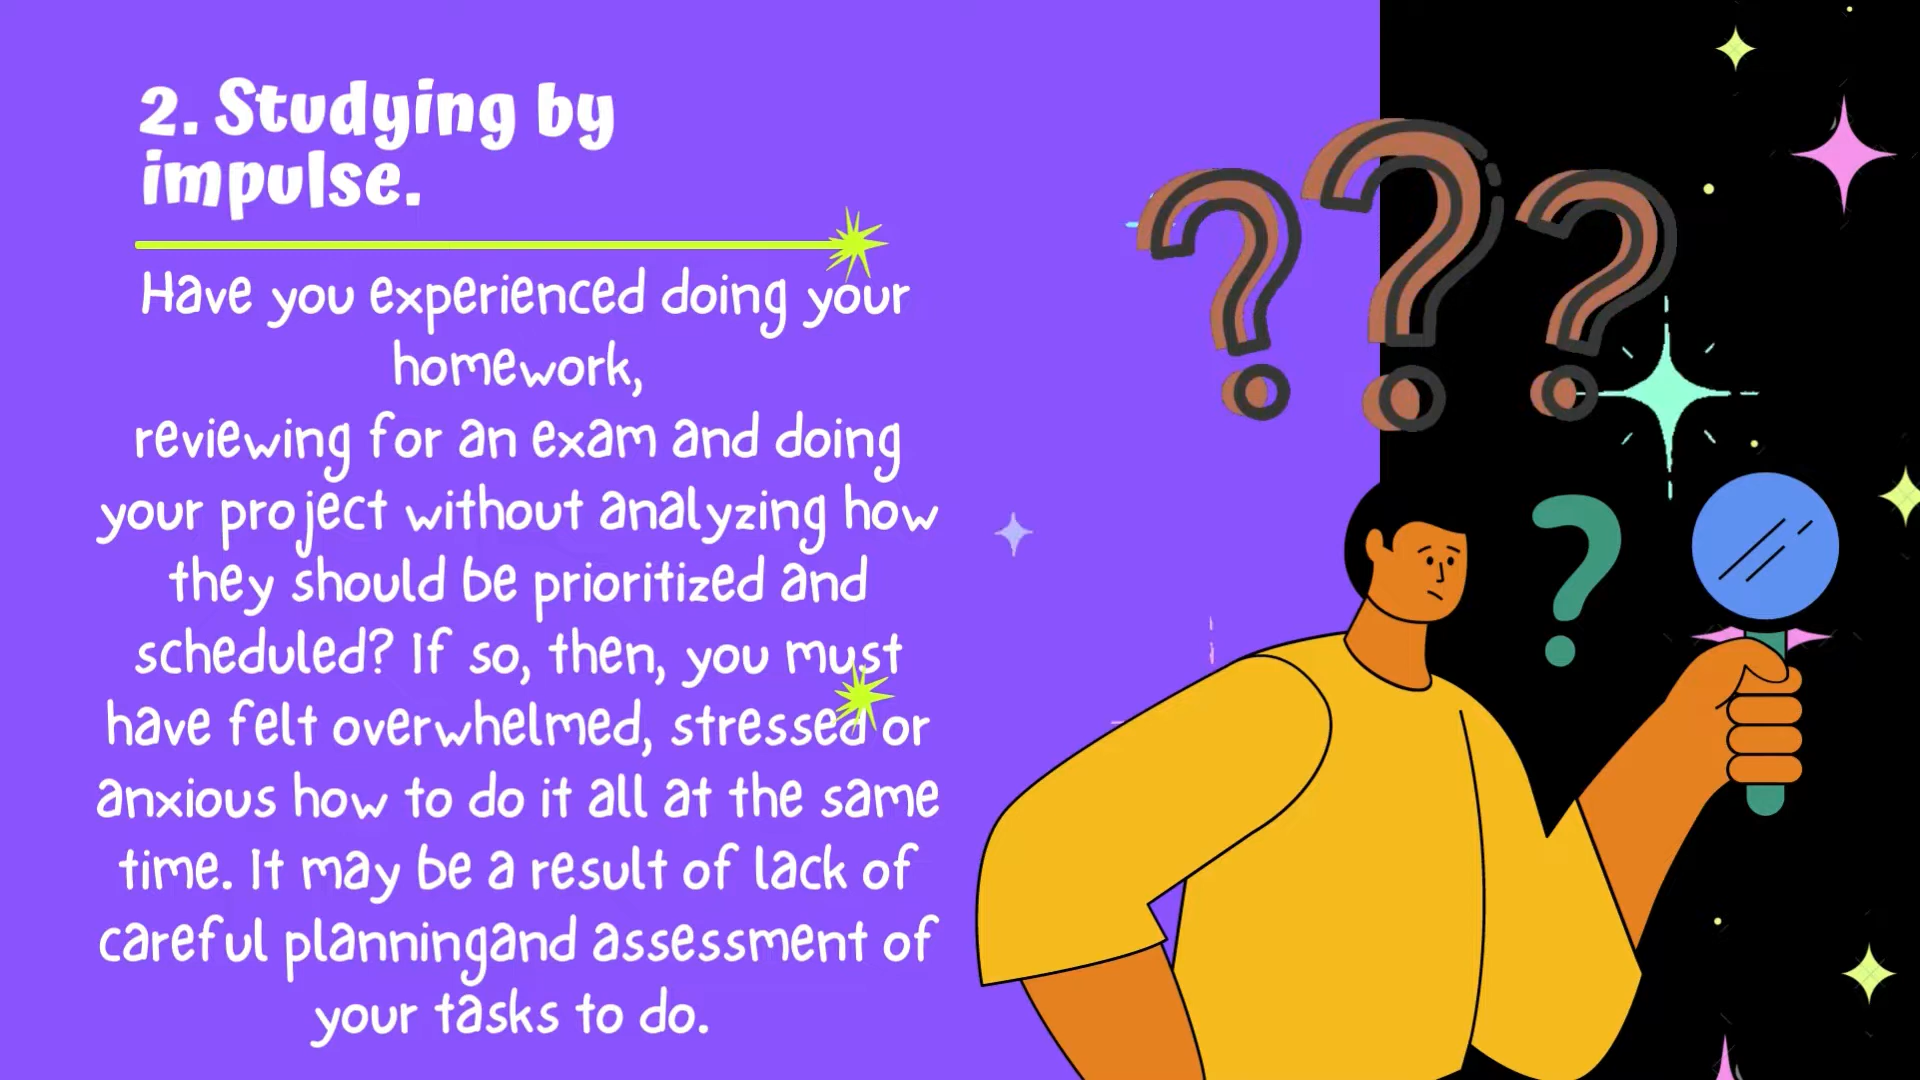 2. Studying by
impulse.
Have you experienced doing your
homework,
reviewing for an exam and doing
your project without analyzing how
they should be prioritized and
scheduled? If so, then, you must
have felt overwhelmed, stressed or
anxious how to do it all at the same
time. It may be a result of lack of
careful planningand assessment of
your tasks to do.
???
?